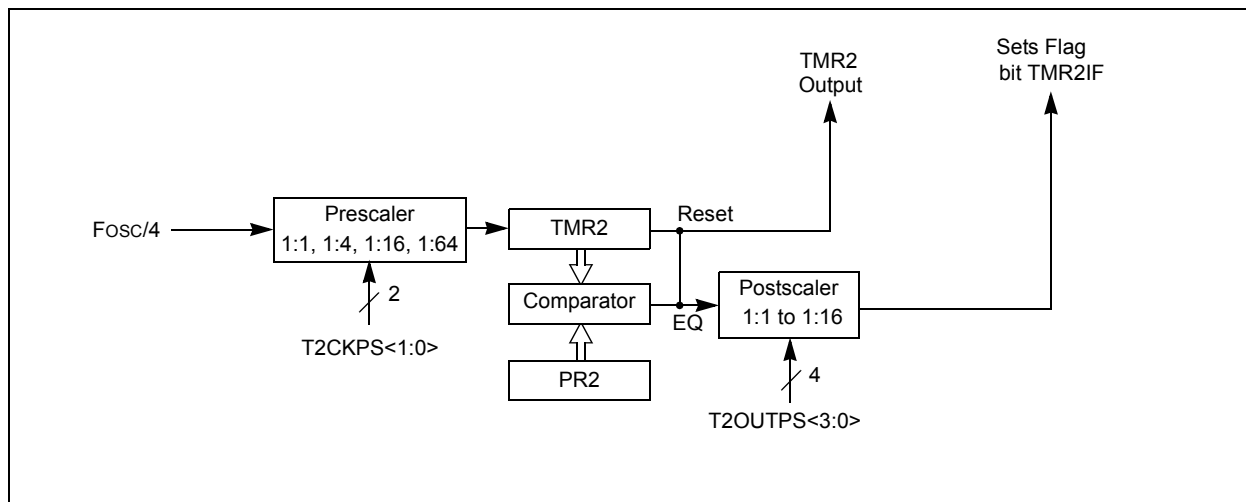 TMR2
Output
Sets Flag
bit TMR2IF
Fosc/4
Prescaler
1:1, 1:4, 1:16, 1:64
2
T2CKPS<1:0>
TMR2
Reset
Comparator
EQ
PR2
Postscaler
1:1 to 1:16
4
T2OUTPS<3:0>